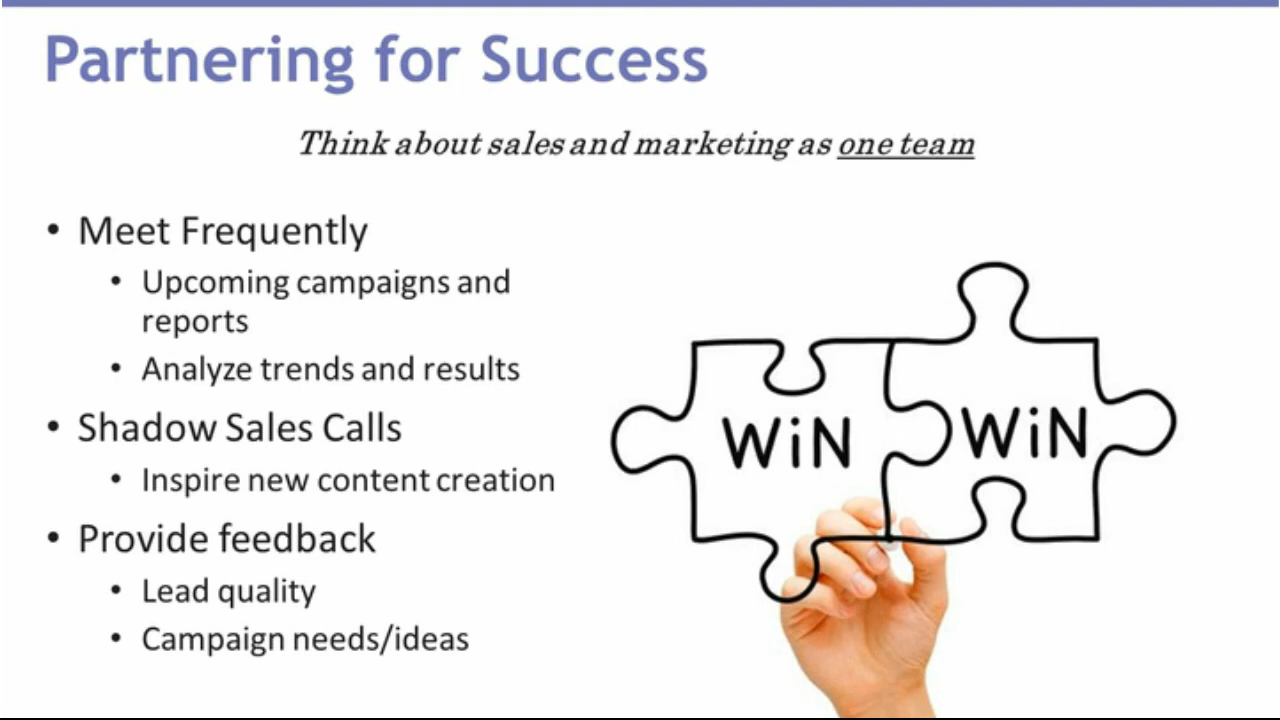 Partnering for Success
Think about sales and marketing as one team
• Meet Frequently
• Upcoming campaigns and
reports
• Analyze trends and results
• Shadow Sales Calls
• Inspire new content creation
• Provide feedback
• Lead quality
• Campaign needs/ideas
WiN WiN